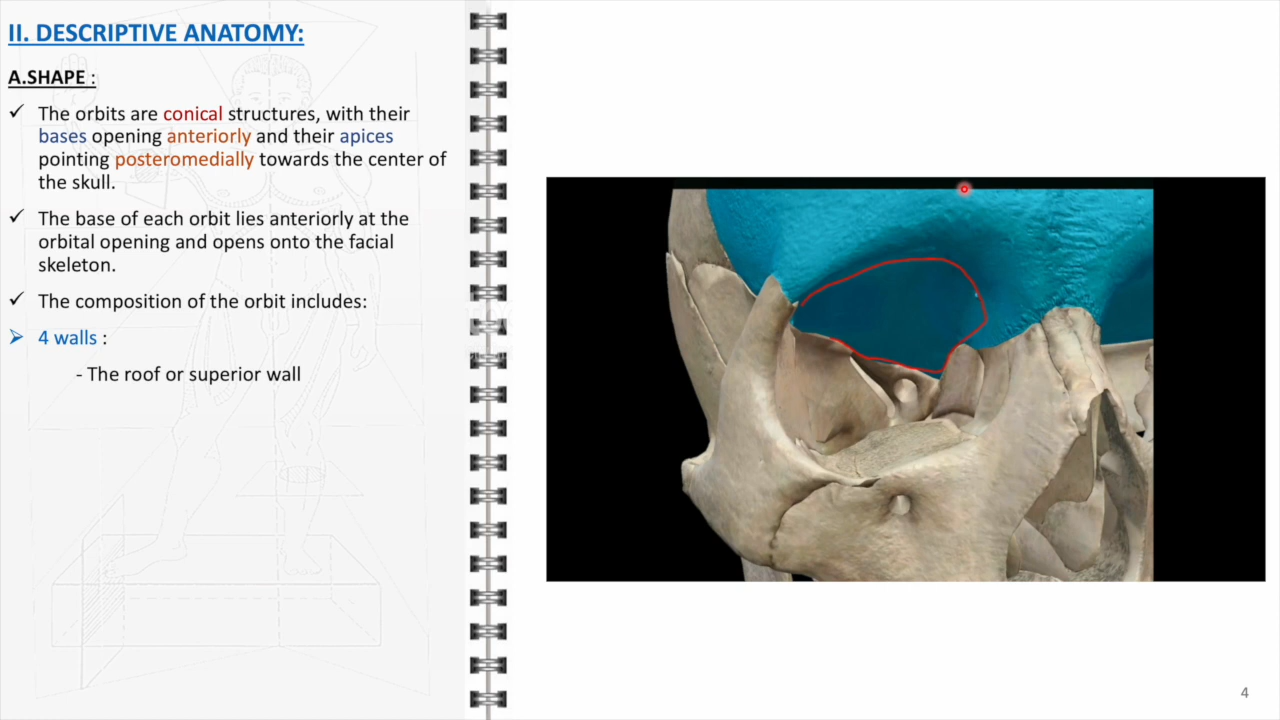 II. DESCRIPTIVE ANATOMY:
A.SHAPE :
✓ The orbits are conical structures, with their
bases opening anteriorly and their apices
pointing posteromedially towards the center of
the skull.
✓ The base of each orbit lies anteriorly at the
orbital opening and opens onto the facial
skeleton.
✓ The composition of the orbit includes:
➢ 4 walls :
- The roof or superior wall
4